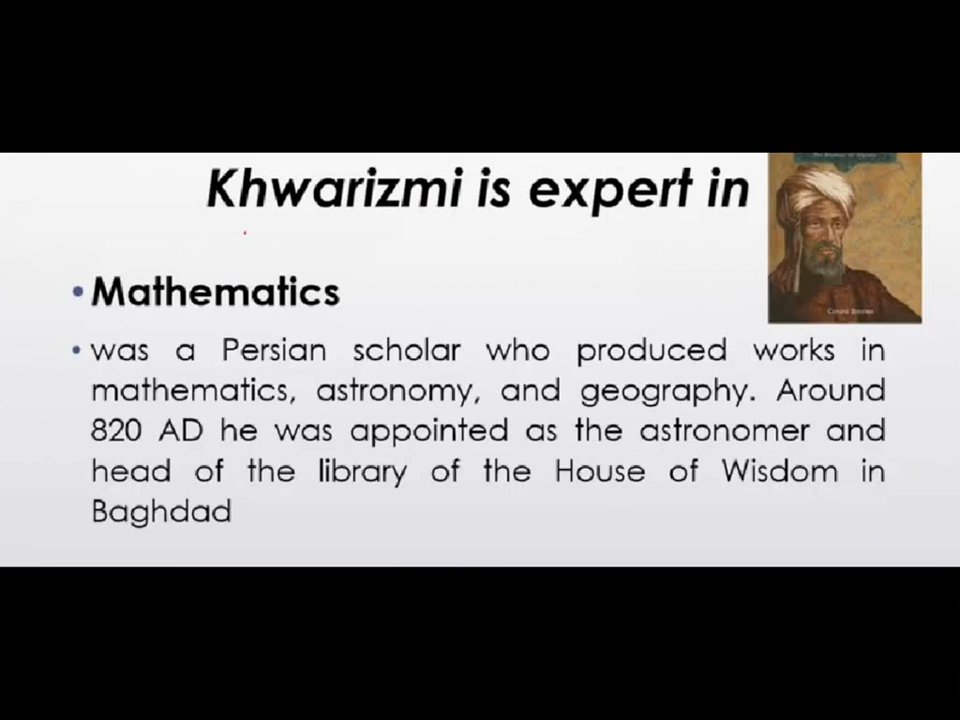 Khwarizmi is expert in
• Mathematics
• was a Persian scholar who produced works in
mathematics, astronomy, and geography. Around
820 AD he was appointed as the astronomer and
head of the library of the House of Wisdom in
Baghdad